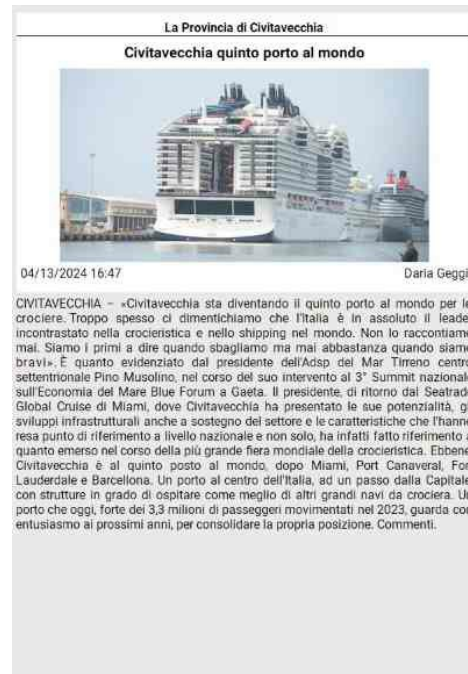 La Provincia di Civitavecchia
Civitavecchia quinto porto al mondo
04/13/2024 16:47 Daria Geggi
CIVITAVECCHIA – «Civitavecchia sta diventando il quinto porto al mondo per le
crociere. Troppo spesso ci dimentichiamo che l'Italia è in assoluto il leade
incontrastato nella crocieristica e nello shipping nel mondo. Non lo raccontiamo
mai. Siamo i primi a dire quando sbagliamo ma mai abbastanza quando siamo
bravi». È quanto evidenziato dal presidente dell'Adsp del Mar Tirreno centro
settentrionale Pino Musolino, nel corso del suo intervento al 3° Summit nazionale
sull'Economia del Mare Blue Forum a Gaeta. Il presidente, di ritorno dal Seatrade
Global Cruise di Miami, dove Civitavecchia ha presentato le sue potenzialità, g
sviluppi infrastrutturali anche a sostegno del settore e le caratteristiche che l'hanno
resa punto di riferimento a livello nazionale e non solo, ha infatti fatto riferimento a
quanto emerso nel corso della più grande fiera mondiale della crocieristica. Ebbene
Civitavecchia è al quinto posto al mondo, dopo Miami, Port Canaveral, For
Lauderdale e Barcellona. Un porto al centro dell'Italia, ad un passo dalla Capitale
con strutture in grado di ospitare come meglio di altri grandi navi da crociera. Un
porto che oggi, forte dei 3,3 milioni di passeggeri movimentati nel 2023, guarda con
entusiasmo ai prossimi anni, per consolidare la propria posizione. Commenti.